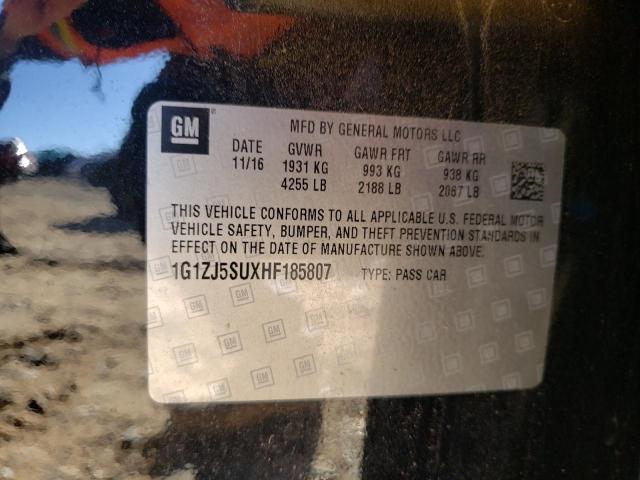 GM
MFD BY GENERAL MOTORS LLC
DATE GVWR GAWR FRT GAWR RR
11/16 1931 KG 993 KG 938 KG
4255 LB 2188 LB 2067 LB
THIS VEHICLE CONFORMS TO ALL APPLICABLE U.S. FEDERAL MOTOR
VEHICLE SAFETY, BUMPER, AND THEFT PREVENTION STANDARDS IN
EFFECT ON THE DATE OF MANUFACTURE SHOWN ABOVE.
1G1ZJ5SUXHF185807 TYPE: PASS CAR